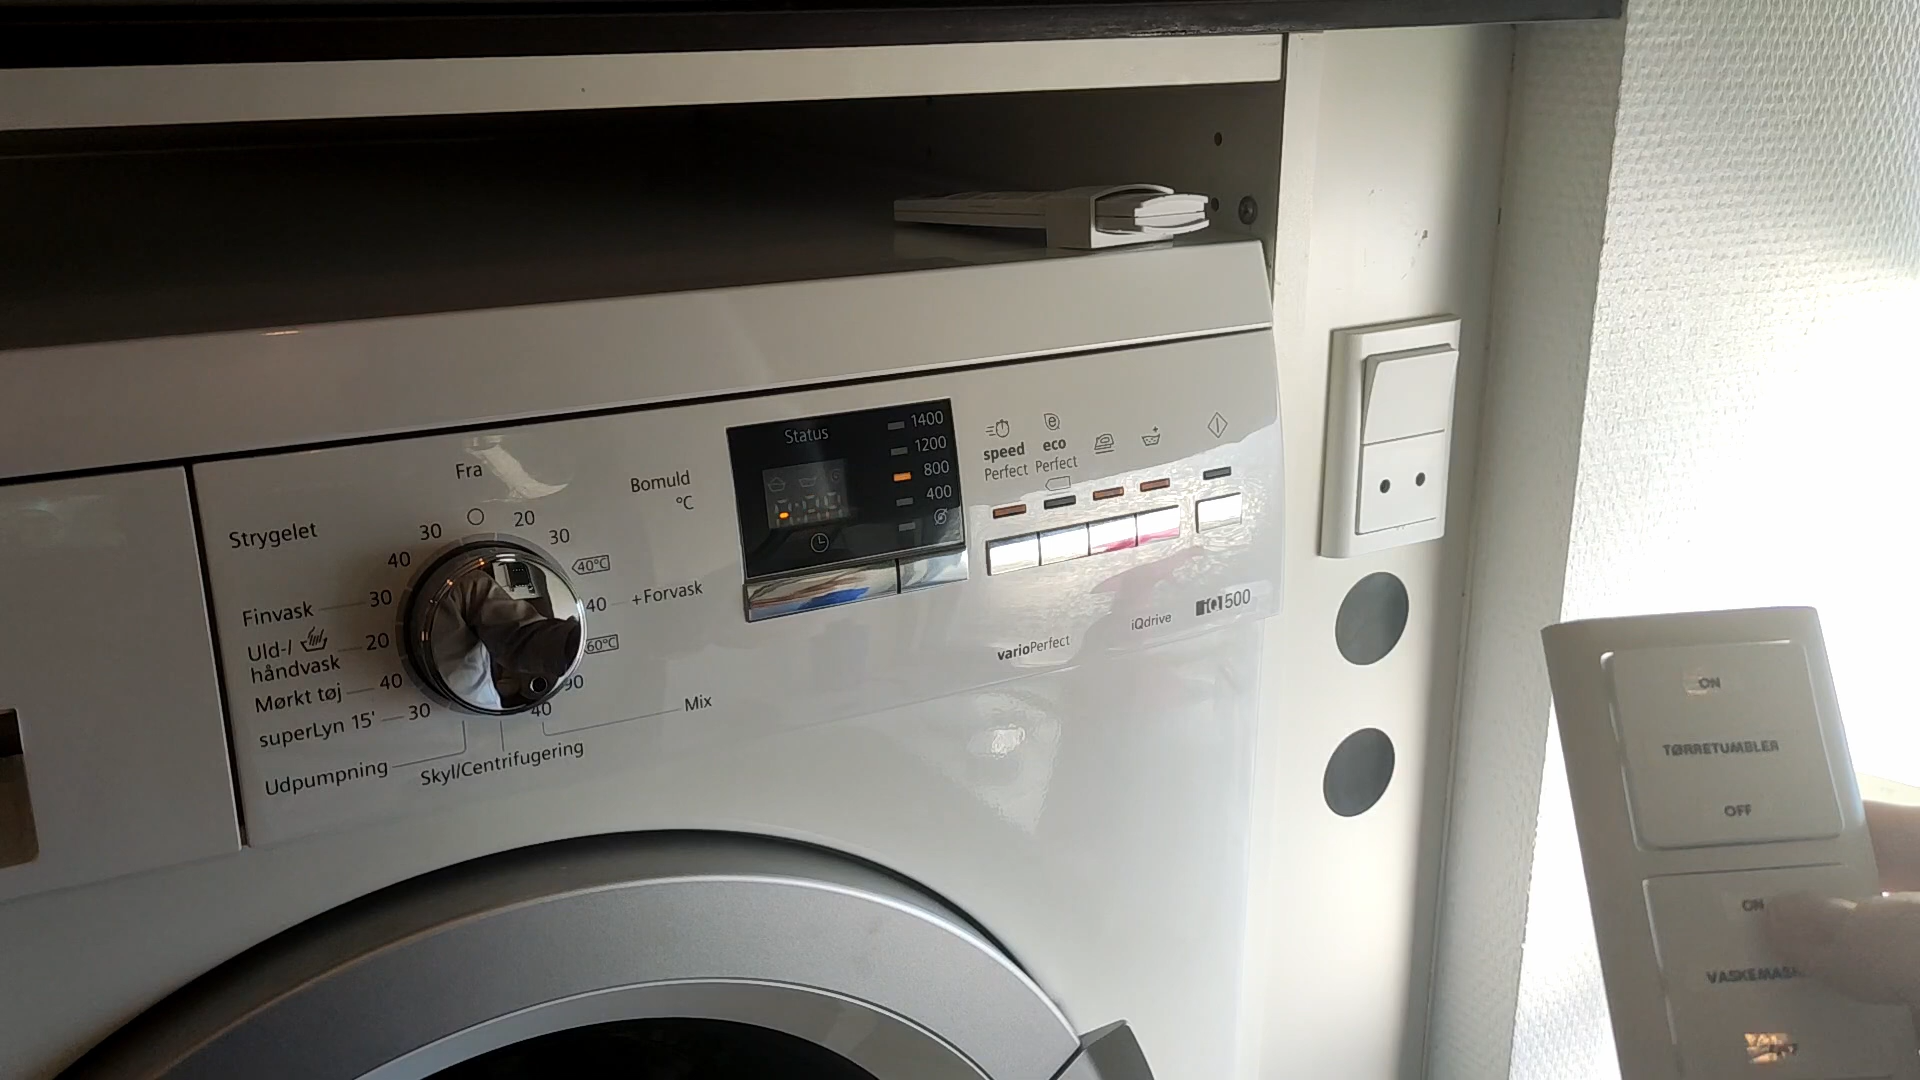 Fra
Bomuld
°C
Strygelet
30
20
40
30
40°C
Finvask
30
40
+Forvask
Uld-/
håndvask
20
60°C
Mørkt tøj
40
90
superLyn 15'
30
40
Mix
Udpumpning
Skyl/Centrifugering
Status
1400
1200
800
400
speed
Perfect
eco
Perfect
varioPerfect
iQdrive
iQ500
ON
TØRRETUMBLER
OFF
ON